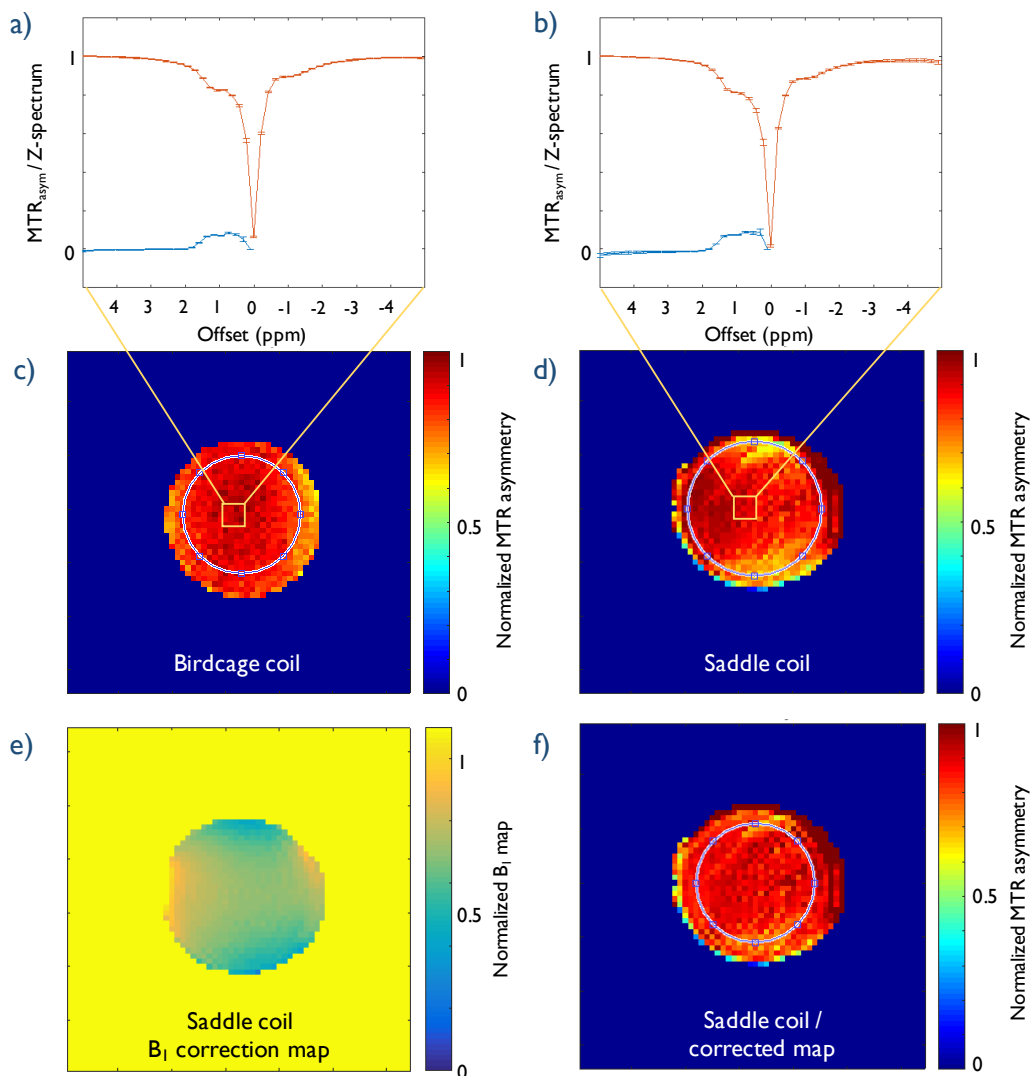 a)
b)
1
1
MTRasym / Z-spectrum
MTRasym / Z-spectrum
0
0
4 3 2 1 0 -1 -2 -3 -4
4 3 2 1 0 -1 -2 -3 -4
Offset (ppm)
Offset (ppm)
c)
d)
1
0.5
0
Normalized MTR asymmetry
1
0.5
0
Normalized MTR asymmetry
Birdcage coil
Saddle coil
e)
f)
1
0.5
0
Normalized B1 map
1
0.5
0
Normalized MTR asymmetry
Saddle coil
B1 correction map
Saddle coil /
corrected map